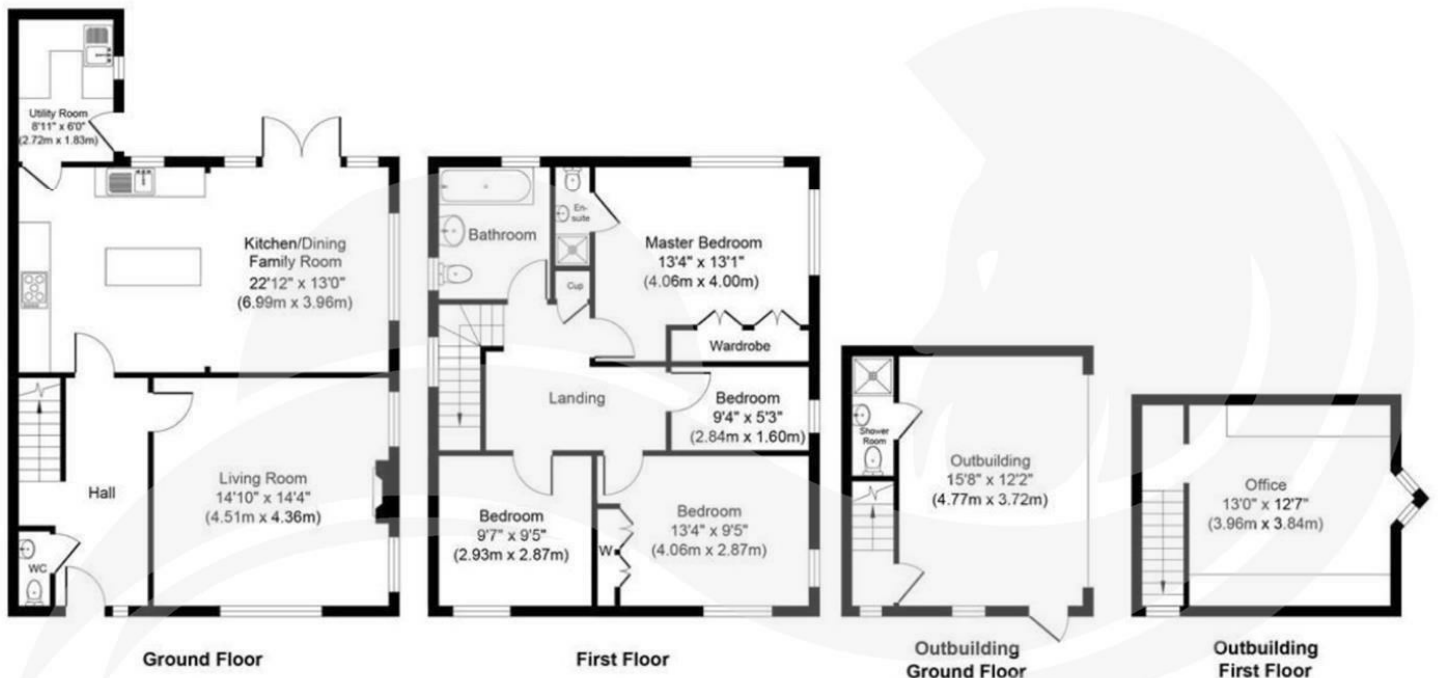 Utility Room
8'11" x 6'0"
(2.72m x 1.83m)
Kitchen/Dining
Family Room
22'12" x 13'0"
(6.99m x 3.96m)
Living Room
14'10" x 14'4"
(4.51m x 4.36m)
Hall
WC
Ground Floor
Bathroom
En-
suite
Cup
Master Bedroom
13'4" x 13'1"
(4.06m x 4.00m)
Wardrobe
Landing
Bedroom
9'4" x 5'3"
(2.84m x 1.60m)
Bedroom
9'7" x 9'5"
(2.93m x 2.87m)
W
Bedroom
13'4" x 9'5"
(4.06m x 2.87m)
First Floor
Shower
Room
Outbuilding
15'8" x 12'2"
(4.77m x 3.72m)
Outbuilding
Ground Floor
Office
13'0" x 12'7"
(3.96m x 3.84m)
Outbuilding
First Floor